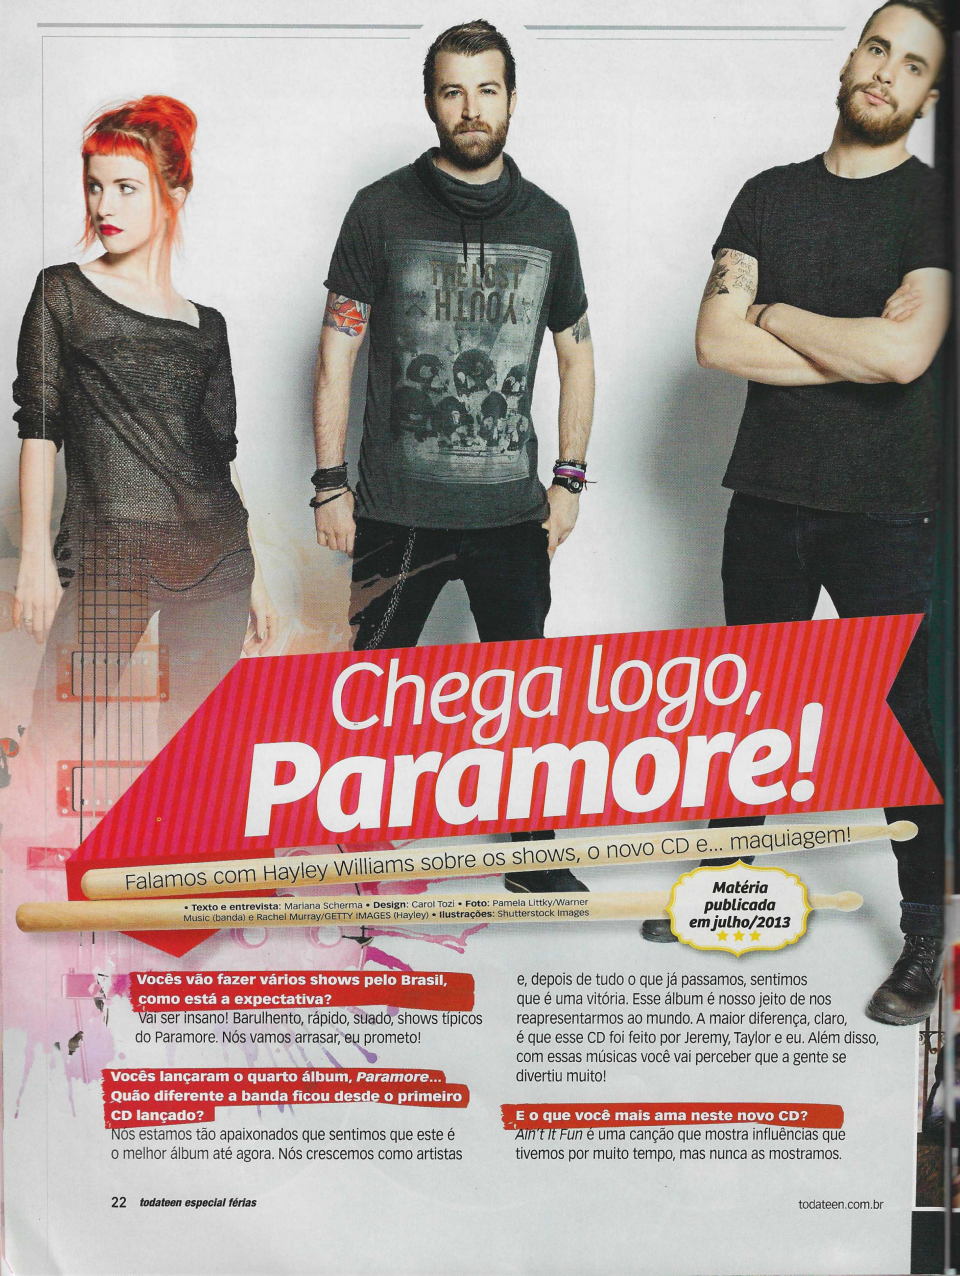 THE LOST
YOUTH
Chega logo,
Paramore!
Falamos com Hayley Williams sobre os shows, o novo CD e... maquiagem!
• Texto e entrevista: Mariana Scherma • Design: Carol Tozi • Foto: Pamela Littky/Warner
Music (banda) e Rachel Murray/GETTY IMAGES (Hayley) • Ilustrações: Shutterstock Images
Matéria
publicada
em julho/2013
Vocês vão fazer vários shows pelo Brasil,
como está a expectativa?
Vai ser insano! Barulhento, rápido, suado, shows típicos
do Paramore. Nós vamos arrasar, eu prometo!
Vocês lançaram o quarto álbum, Paramore...
Quão diferente a banda ficou desde o primeiro
CD lançado?
Nós estamos tão apaixonados que sentimos que este é
o melhor álbum até agora. Nós crescemos como artistas
e, depois de tudo o que já passamos, sentimos
que é uma vitória. Esse álbum é nosso jeito de nos
reapresentarmos ao mundo. A maior diferença, claro,
é que esse CD foi feito por Jeremy, Taylor e eu. Além disso,
com essas músicas você vai perceber que a gente se
divertiu muito!
E o que você mais ama neste novo CD?
Ain't It Fun é uma canção que mostra influências que
tivemos por muito tempo, mas nunca as mostramos.
22 todateen especial férias
todateen.com.br